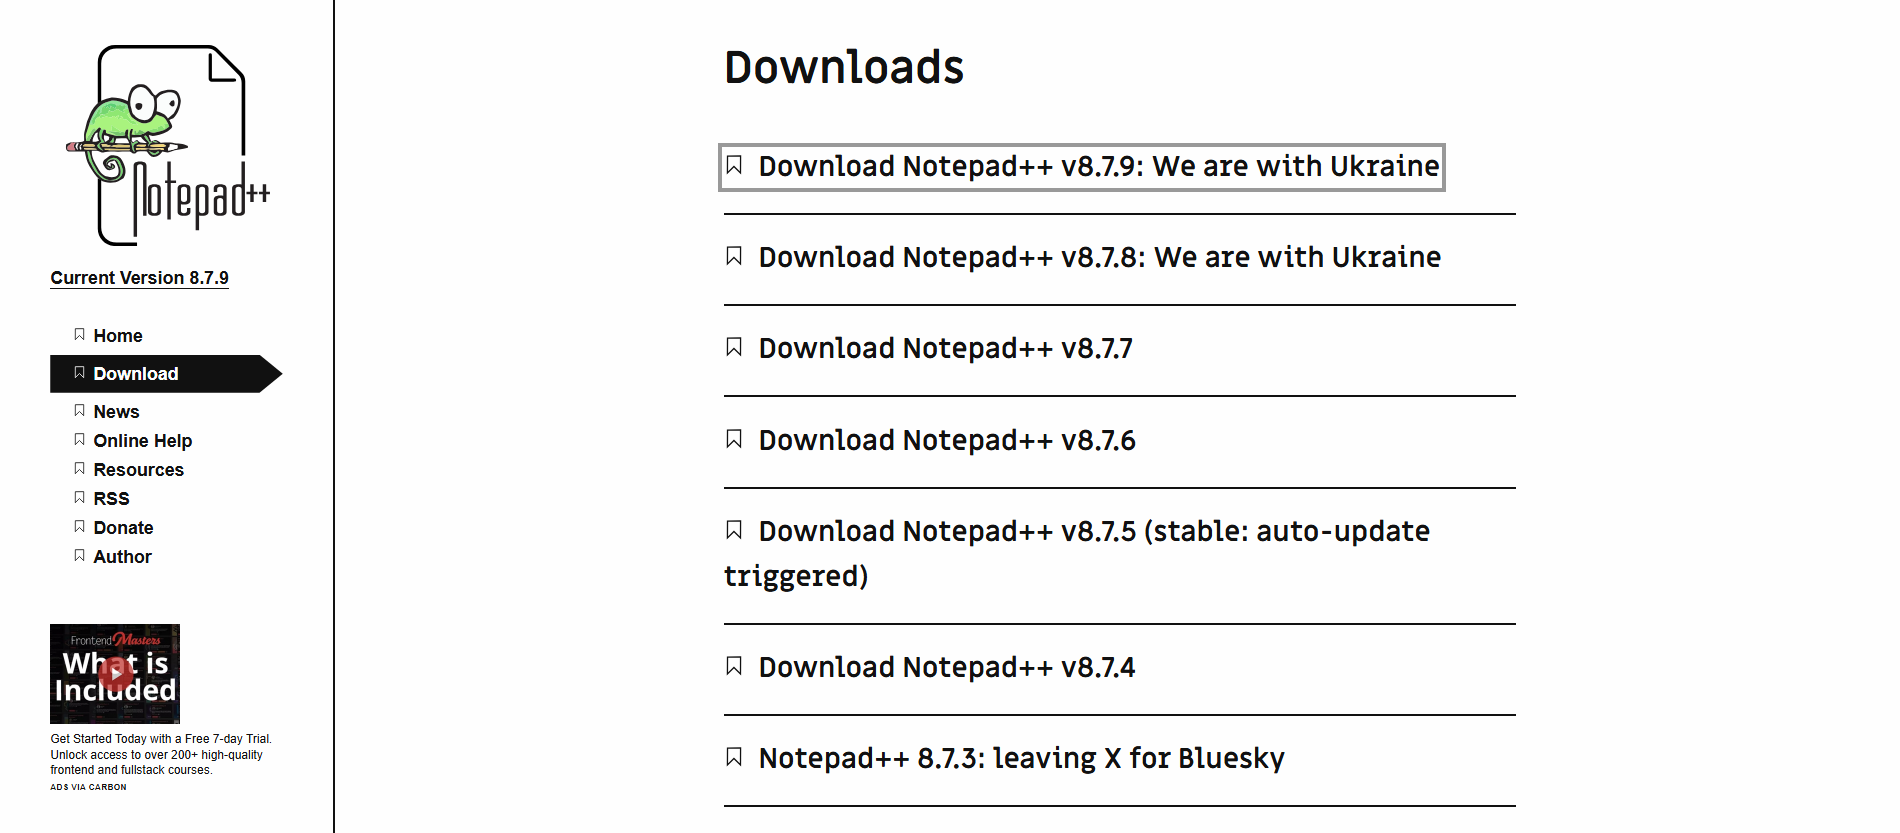 Notepad++
Current Version 8.7.9
Home
Download
News
Online Help
Resources
RSS
Donate
Author
Frontend Masters
What is
Included
Get Started Today with a Free 7-day Trial.
Unlock access to over 200+ high-quality
frontend and fullstack courses.
ADS VIA CARBON
Downloads
Download Notepad++ v8.7.9: We are with Ukraine
Download Notepad++ v8.7.8: We are with Ukraine
Download Notepad++ v8.7.7
Download Notepad++ v8.7.6
Download Notepad++ v8.7.5 (stable: auto-update
triggered)
Download Notepad++ v8.7.4
Notepad++ 8.7.3: leaving X for Bluesky